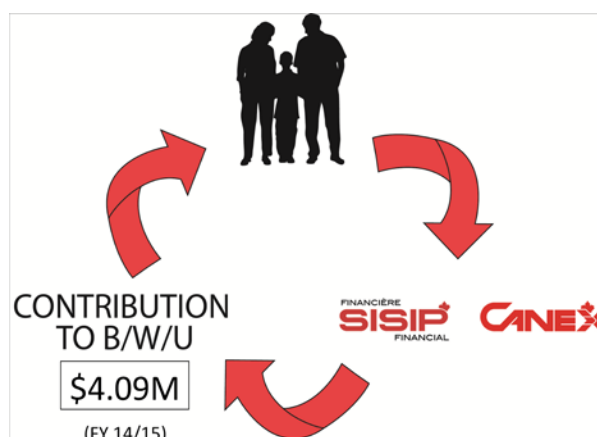 FINANCIÈRE
SISIP
FINANCIAL
CANEX
CONTRIBUTION
TO B/W/U
$4.09M
(FY 14/15)